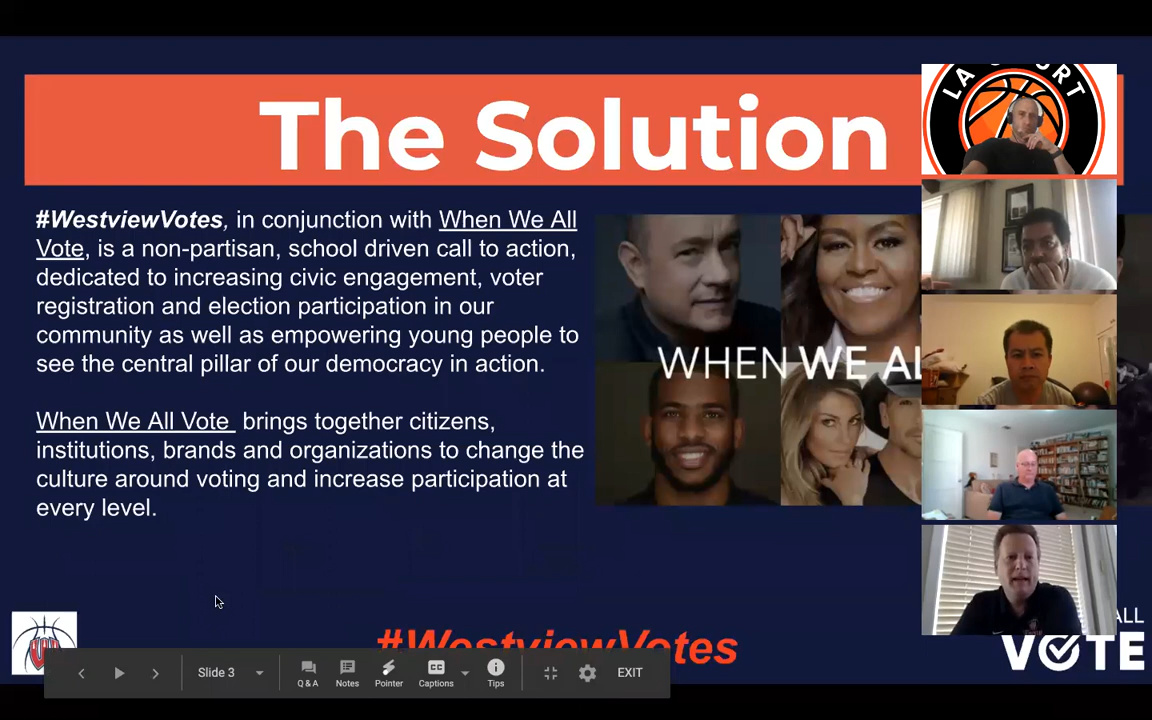 LA COURT
The Solution
#WestviewVotes, in conjunction with When We All
Vote, is a non-partisan, school driven call to action,
dedicated to increasing civic engagement, voter
registration and election participation in our
community as well as empowering young people to
see the central pillar of our democracy in action.
When We All Vote brings together citizens,
institutions, brands and organizations to change the
culture around voting and increase participation at
every level.
WHEN WE AL
#WestviewVotes
ALL
VOTE
Slide 3
Q & A
Notes
Pointer
CC
Captions
Tips
EXIT